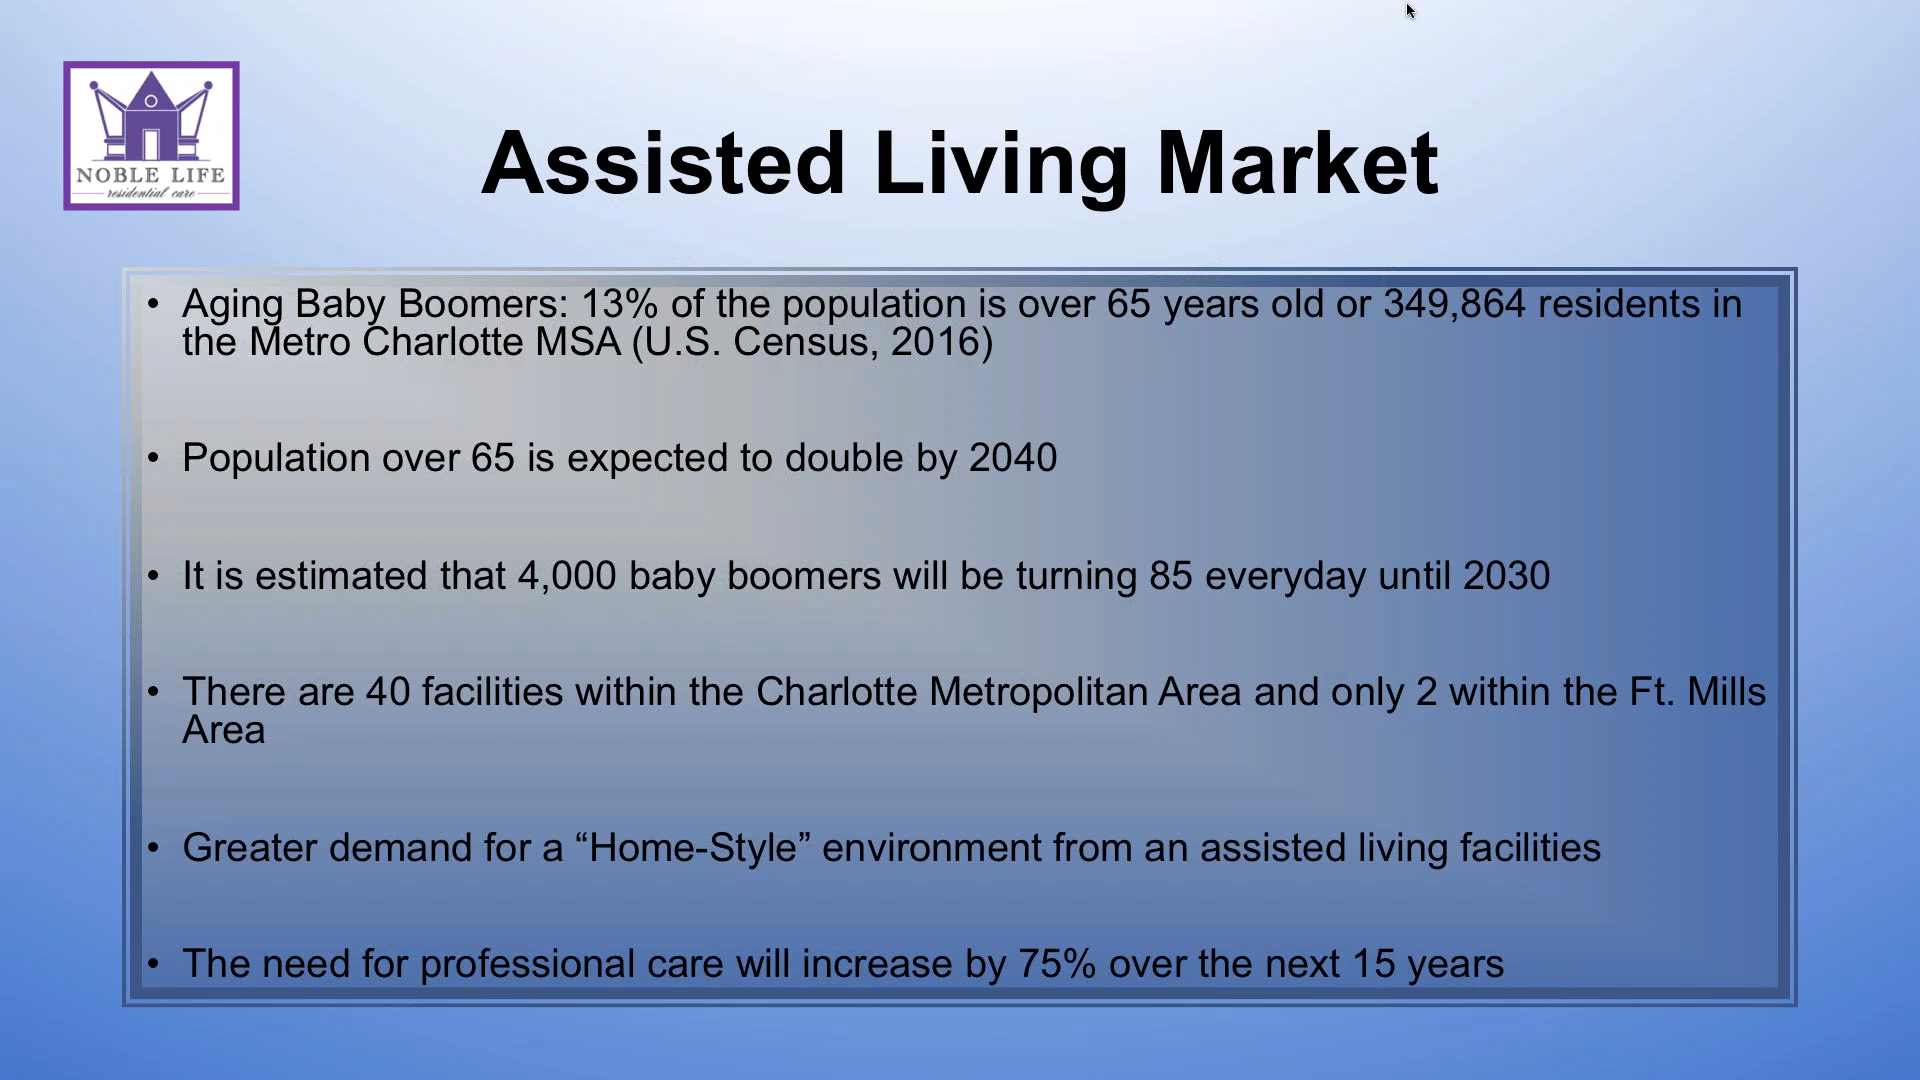 NOBLE LIFE
residential care
Assisted Living Market
• Aging Baby Boomers: 13% of the population is over 65 years old or 349,864 residents in
the Metro Charlotte MSA (U.S. Census, 2016)
• Population over 65 is expected to double by 2040
• It is estimated that 4,000 baby boomers will be turning 85 everyday until 2030
• There are 40 facilities within the Charlotte Metropolitan Area and only 2 within the Ft. Mills
Area
• Greater demand for a “Home-Style” environment from an assisted living facilities
• The need for professional care will increase by 75% over the next 15 years